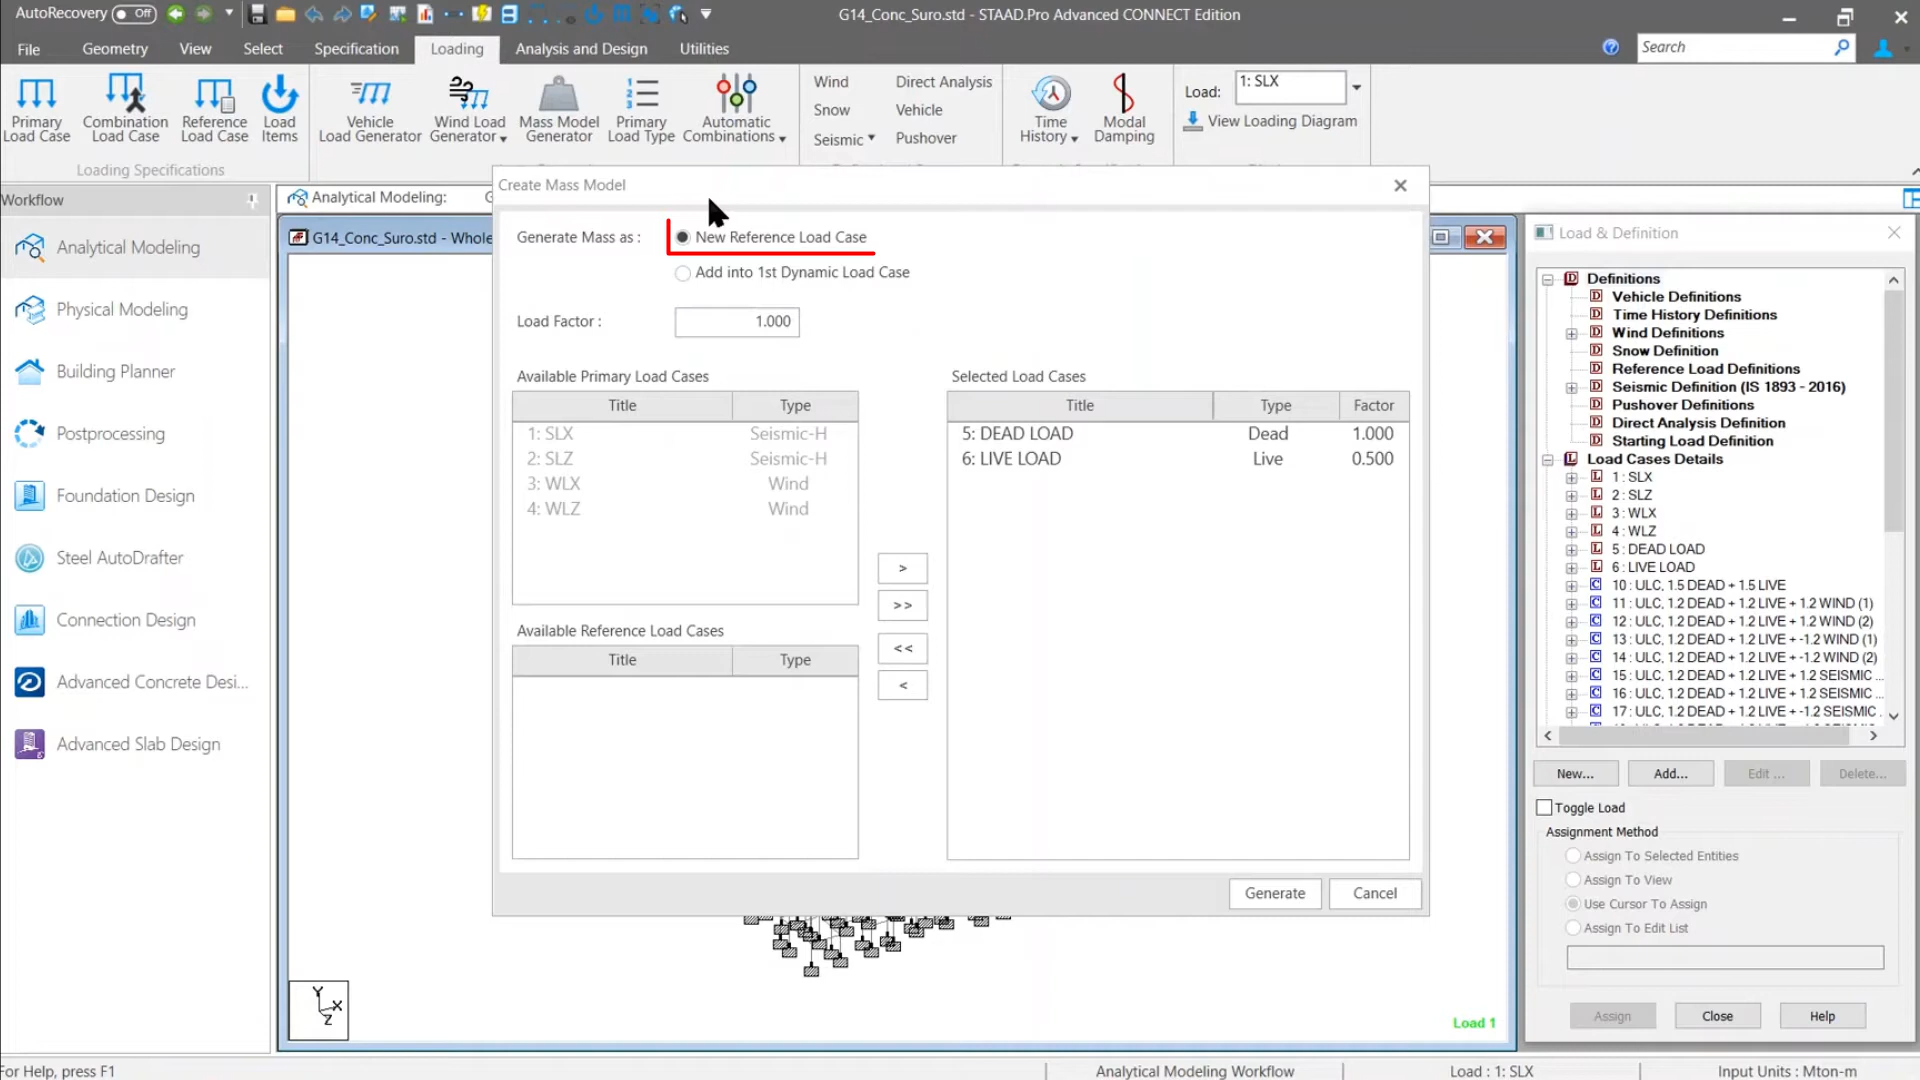 AutoRecovery Off
G14_Conc_Suro.std - STAAD.Pro Advanced CONNECT Edition
File Geometry View Select Specification Loading Analysis and Design Utilities
Search
Primary Load Case
Combination Load Case
Reference Load Case
Load Items
Loading Specifications
Vehicle Load Generator
Wind Load Generator
Mass Model Generator
Primary Load Type
Automatic Combinations
Wind
Snow
Seismic
Direct Analysis
Vehicle
Pushover
Time History
Modal Damping
Load: 1: SLX
View Loading Diagram
Workflow
Analytical Modeling
Physical Modeling
Building Planner
Postprocessing
Foundation Design
Steel AutoDrafter
Connection Design
Advanced Concrete Desi...
Advanced Slab Design
Analytical Modeling:
G14_Conc_Suro.std - Whole
Create Mass Model
Generate Mass as : New Reference Load Case
Add into 1st Dynamic Load Case
Load Factor : 1.000
Available Primary Load Cases
Title Type
1: SLX Seismic-H
2: SLZ Seismic-H
3: WLX Wind
4: WLZ Wind
>
>>
<<
<
Available Reference Load Cases
Title Type
Selected Load Cases
Title Type Factor
5: DEAD LOAD Dead 1.000
6: LIVE LOAD Live 0.500
Generate Cancel
Y
X
Z
Load 1
Load & Definition
Definitions
Vehicle Definitions
Time History Definitions
Wind Definitions
Snow Definition
Reference Load Definitions
Seismic Definition (IS 1893 - 2016)
Pushover Definitions
Direct Analysis Definition
Starting Load Definition
Load Cases Details
1 : SLX
2 : SLZ
3 : WLX
4 : WLZ
5 : DEAD LOAD
6 : LIVE LOAD
10 : ULC, 1.5 DEAD + 1.5 LIVE
11 : ULC, 1.2 DEAD + 1.2 LIVE + 1.2 WIND (1)
12 : ULC, 1.2 DEAD + 1.2 LIVE + 1.2 WIND (2)
13 : ULC, 1.2 DEAD + 1.2 LIVE + -1.2 WIND (1)
14 : ULC, 1.2 DEAD + 1.2 LIVE + -1.2 WIND (2)
15 : ULC, 1.2 DEAD + 1.2 LIVE + 1.2 SEISMIC ...
16 : ULC, 1.2 DEAD + 1.2 LIVE + 1.2 SEISMIC ...
17 : ULC, 1.2 DEAD + 1.2 LIVE + -1.2 SEISMIC .
New... Add... Edit ... Delete...
Toggle Load
Assignment Method
Assign To Selected Entities
Assign To View
Use Cursor To Assign
Assign To Edit List
Assign Close Help
For Help, press F1
Analytical Modeling Workflow
Load : 1: SLX
Input Units : Mton-m